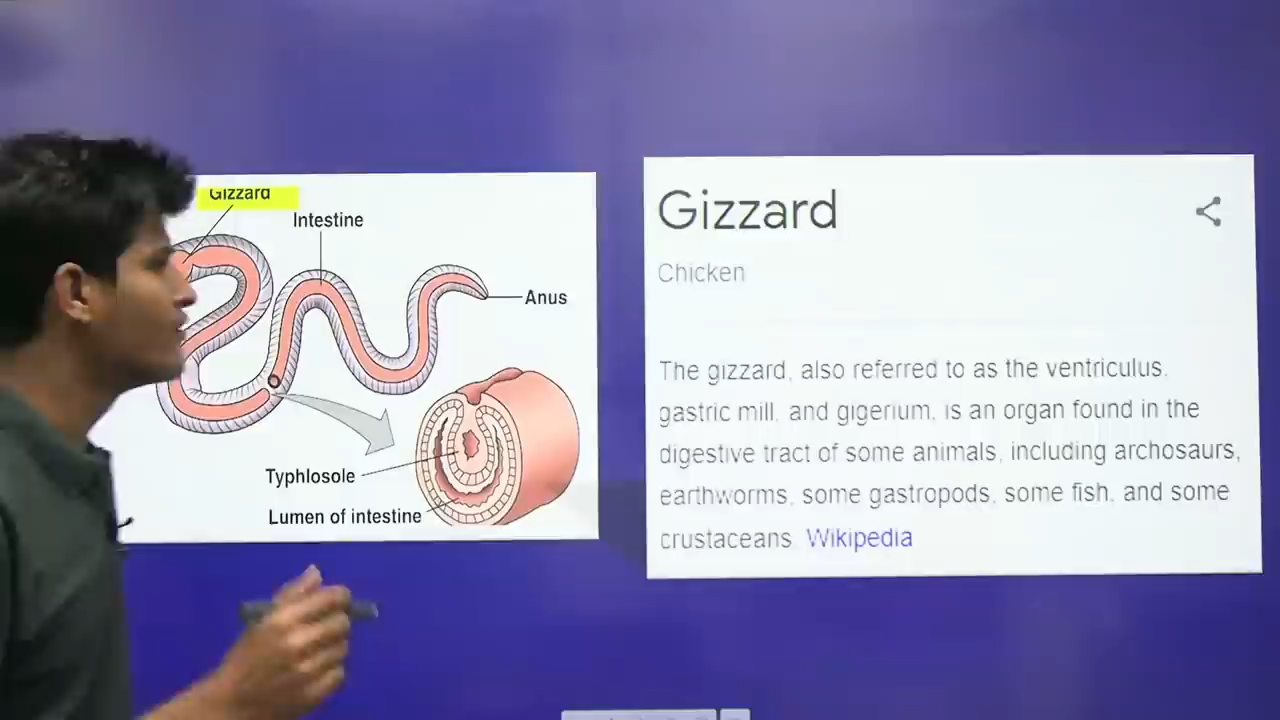 Gizzard
Intestine
Anus
Typhlosole
Lumen of intestine
Gizzard
Chicken
The gizzard, also referred to as the ventriculus,
gastric mill, and gigerium, is an organ found in the
digestive tract of some animals, including archosaurs,
earthworms, some gastropods, some fish, and some
crustaceans. Wikipedia